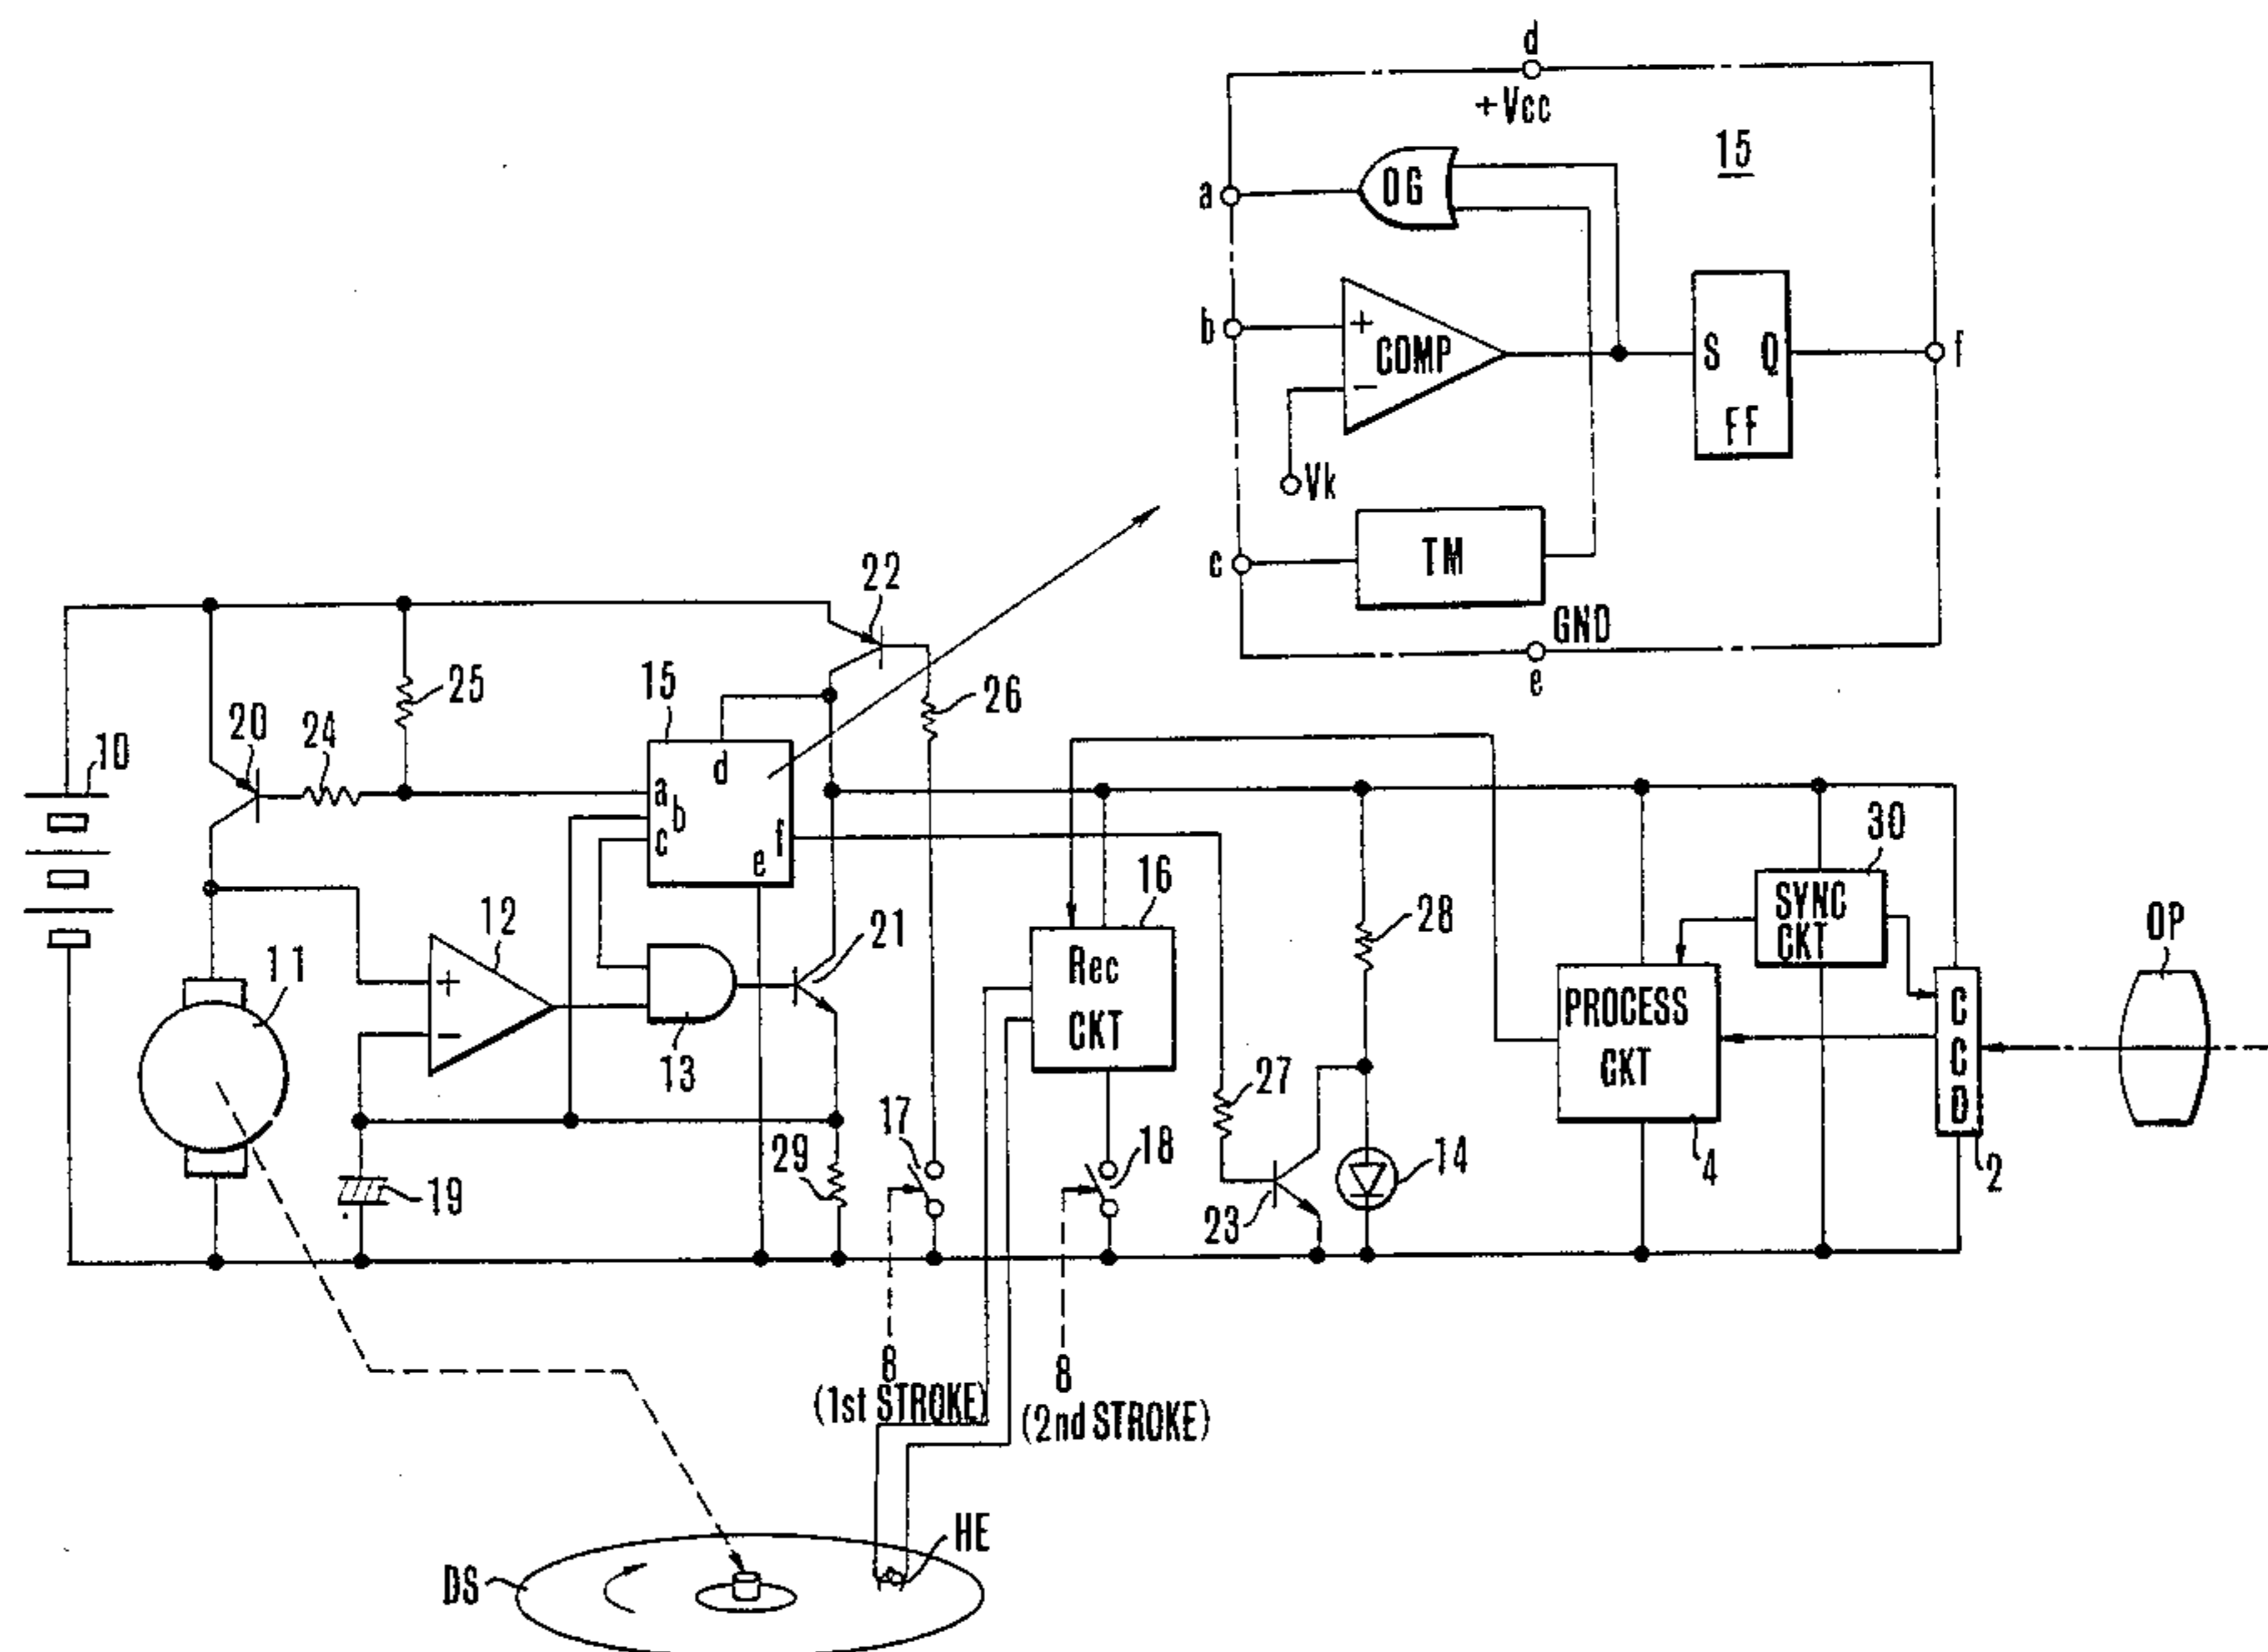 d
+Vcc
15
a
OG
b
+
COMP
−
S Q
FF
f
Vk
c
TM
GND
e
22
15
25
26
20
24
10
d
a
b
c
f
e
30
16
SYNC
CKT
OP
12
21
28
11
+
−
Rec
CKT
PROCESS
CKT
C
C
D
13
27
17
18
14
29
19
23
4
2
8
(1st STROKE)
8
(2nd STROKE)
HE
DS